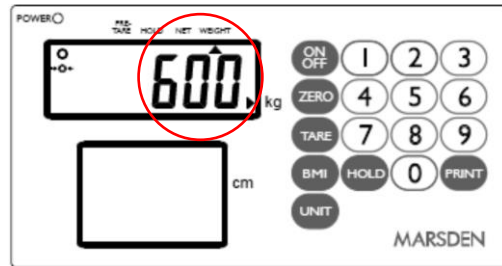 POWER
PRE-TARE HOLD NET WEIGHT
→O←
600 kg
cm
ON OFF 1 2 3
ZERO 4 5 6
TARE 7 8 9
BMI HOLD 0 PRINT
UNIT
MARSDEN